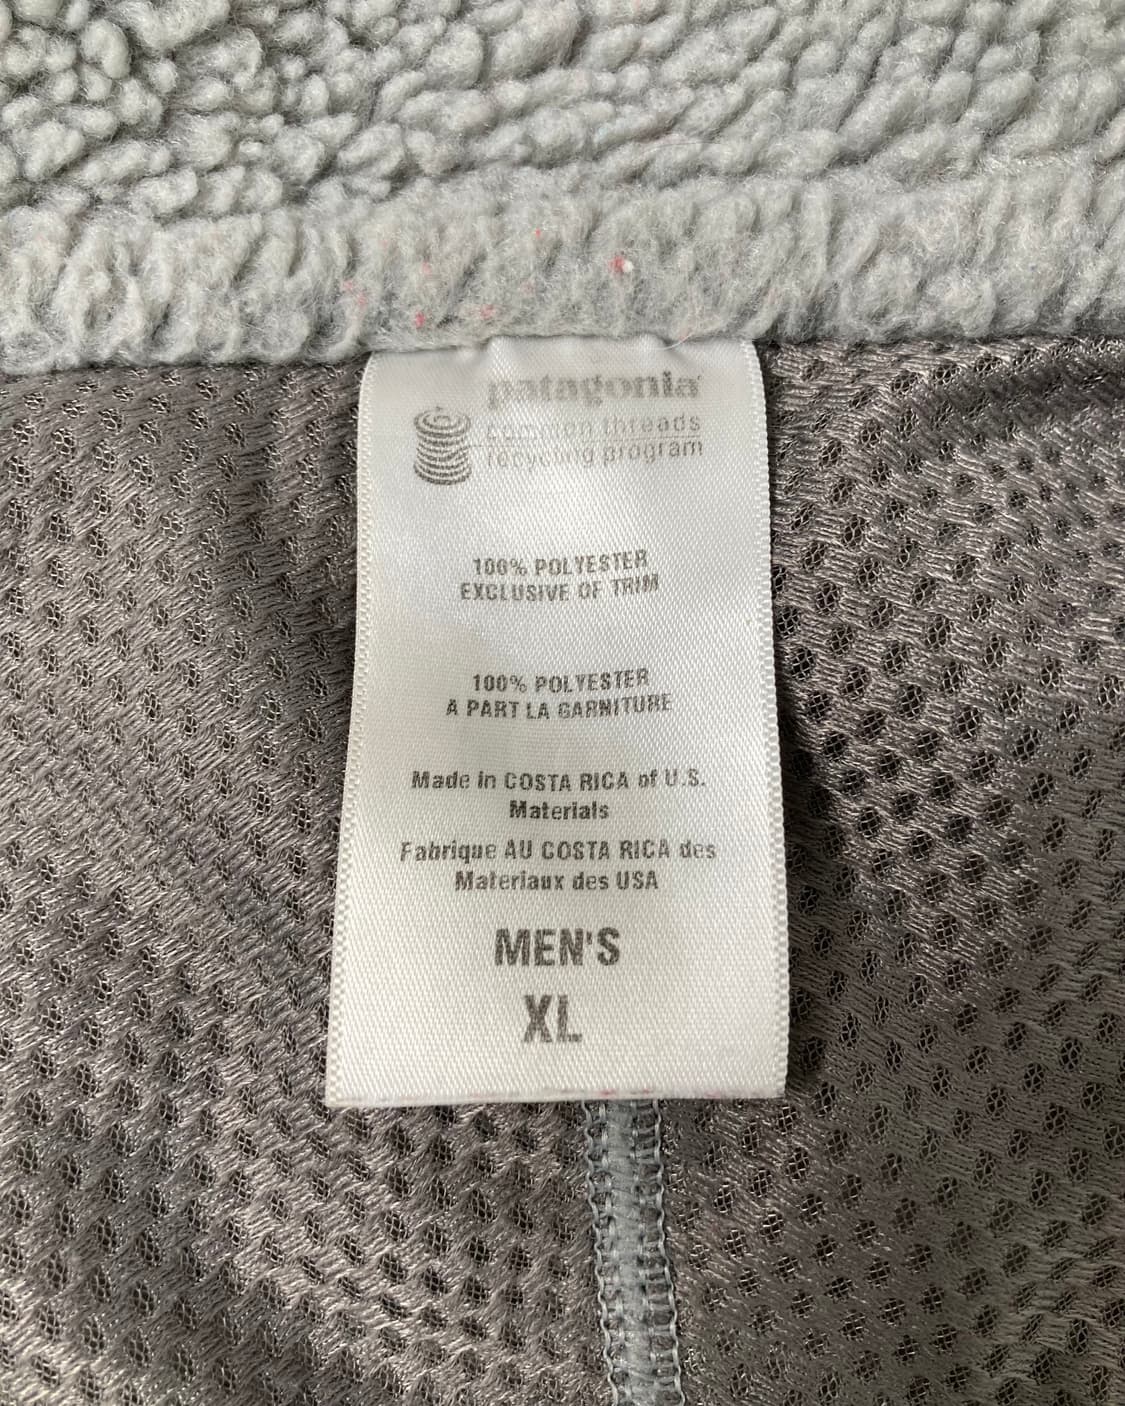 patagonia
common threads
recycling program
100% POLYESTER
EXCLUSIVE OF TRIM
100% POLYESTER
A PART LA GARNITURE
Made in COSTA RICA of U.S.
Materials
Fabrique AU COSTA RICA des
Materiaux des USA
MEN'S
XL